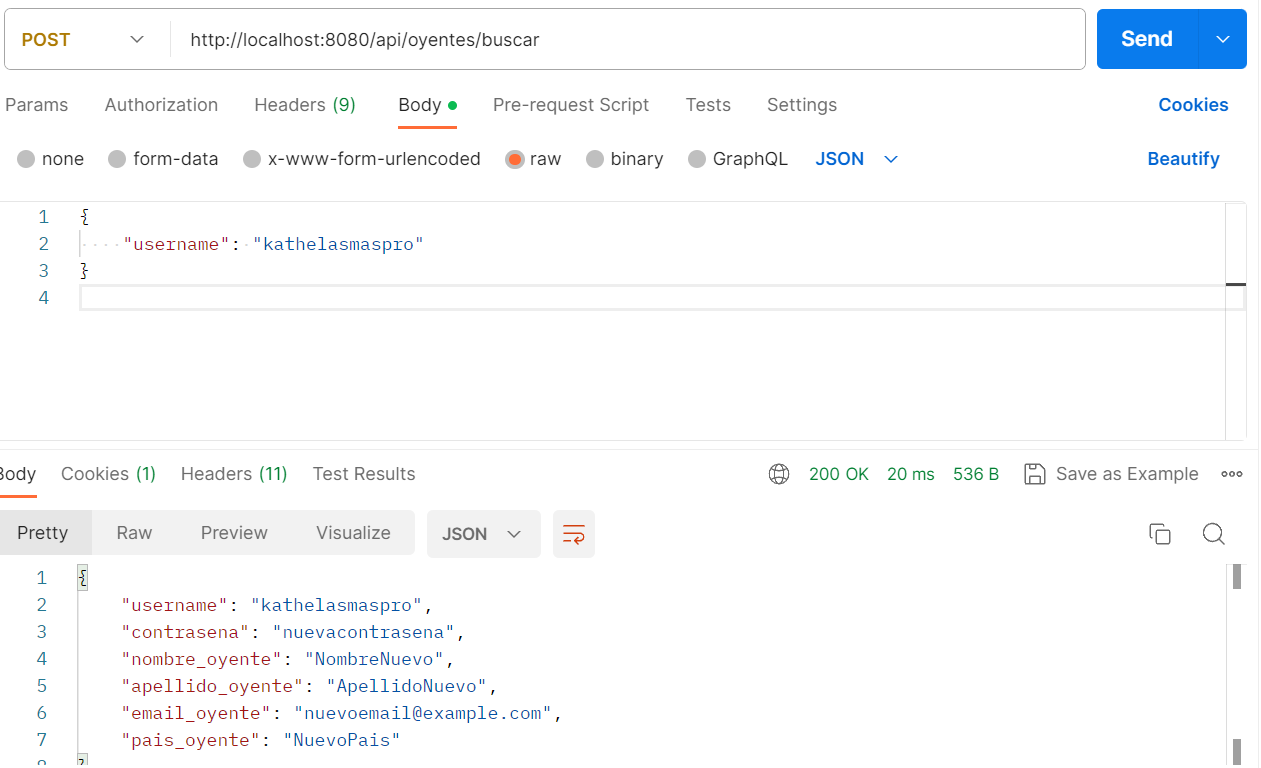 POST http://localhost:8080/api/oyentes/buscar Send
Params Authorization Headers (9) Body Pre-request Script Tests Settings Cookies
none form-data x-www-form-urlencoded raw binary GraphQL JSON Beautify
1 {
2 "username": "kathelasmaspro"
3 }
4
Body Cookies (1) Headers (11) Test Results 200 OK 20 ms 536 B Save as Example
Pretty Raw Preview Visualize JSON
1 {
2 "username": "kathelasmaspro",
3 "contrasena": "nuevacontrasena",
4 "nombre_oyente": "NombreNuevo",
5 "apellido_oyente": "ApellidoNuevo",
6 "email_oyente": "nuevoemail@example.com",
7 "pais_oyente": "NuevoPais"
8 }